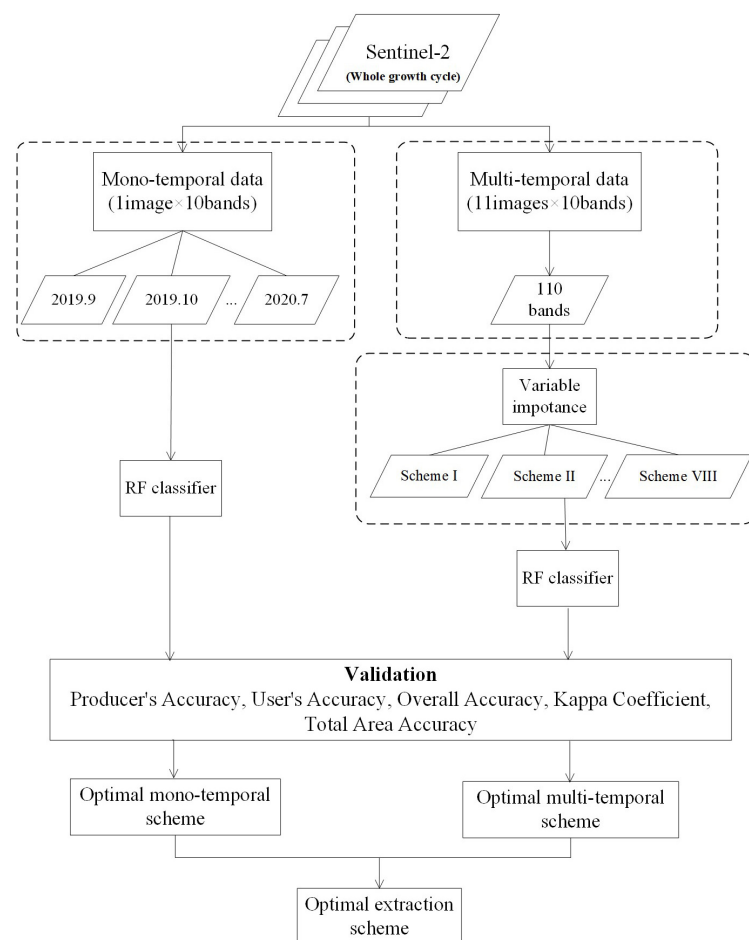 Sentinel-2
(Whole growth cycle)
Mono-temporal data
(1image×10bands)
Multi-temporal data
(11images×10bands)
2019.9
2019.10
...
2020.7
110
bands
Variable
impotance
Scheme I
Scheme II
...
Scheme VIII
RF classifier
RF classifier
Validation
Producer's Accuracy, User's Accuracy, Overall Accuracy, Kappa Coefficient,
Total Area Accuracy
Optimal mono-temporal
scheme
Optimal multi-temporal
scheme
Optimal extraction
scheme